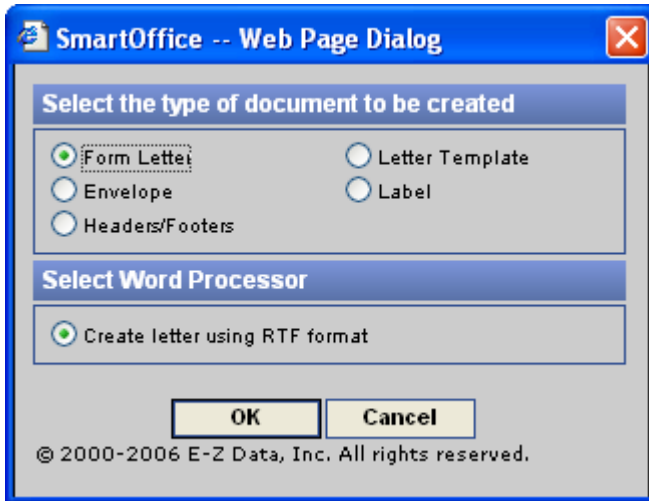 SmartOffice -- Web Page Dialog
Select the type of document to be created
Form Letter Letter Template
Envelope Label
Headers/Footers
Select Word Processor
Create letter using RTF format
OK Cancel
© 2000-2006 E-Z Data, Inc. All rights reserved.